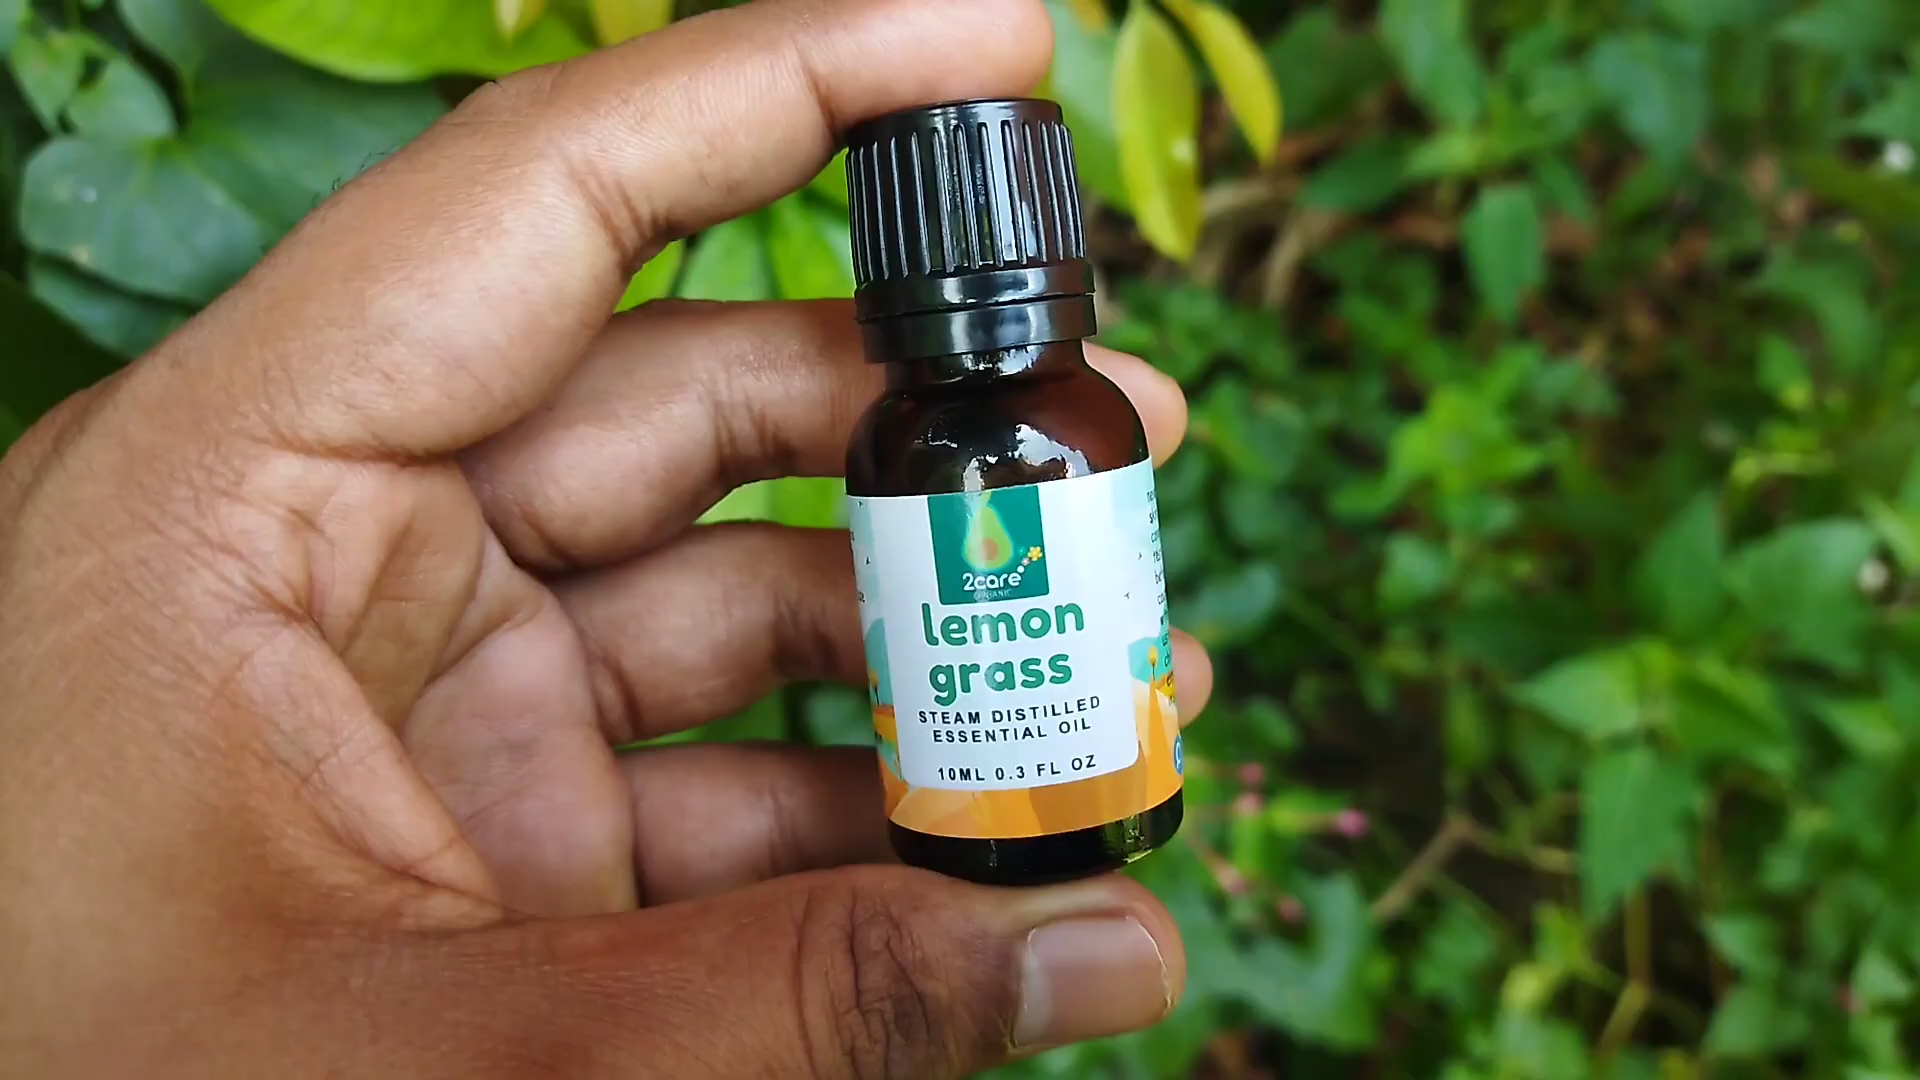 2care
ORGANIC
lemon
grass
STEAM DISTILLED
ESSENTIAL OIL
10ML 0.3 FL OZ